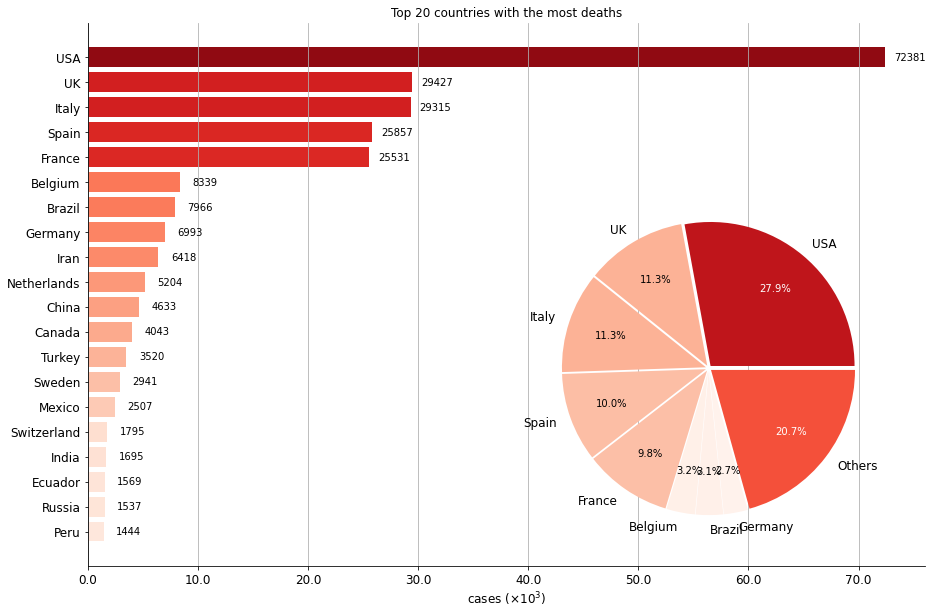 Top 20 countries with the most deaths
USA 72381
UK 29427
Italy 29315
Spain 25857
France 25531
Belgium 8339
Brazil 7966
Germany 6993
Iran 6418
Netherlands 5204
China 4633
Canada 4043
Turkey 3520
Sweden 2941
Mexico 2507
Switzerland 1795
India 1695
Ecuador 1569
Russia 1537
Peru 1444
0.0 10.0 20.0 30.0 40.0 50.0 60.0 70.0
cases (×10³)
USA 27.9%
UK 11.3%
Italy 11.3%
Spain 10.0%
France 9.8%
Belgium 3.2%
Brazil 3.1%
Germany 2.7%
Others 20.7%